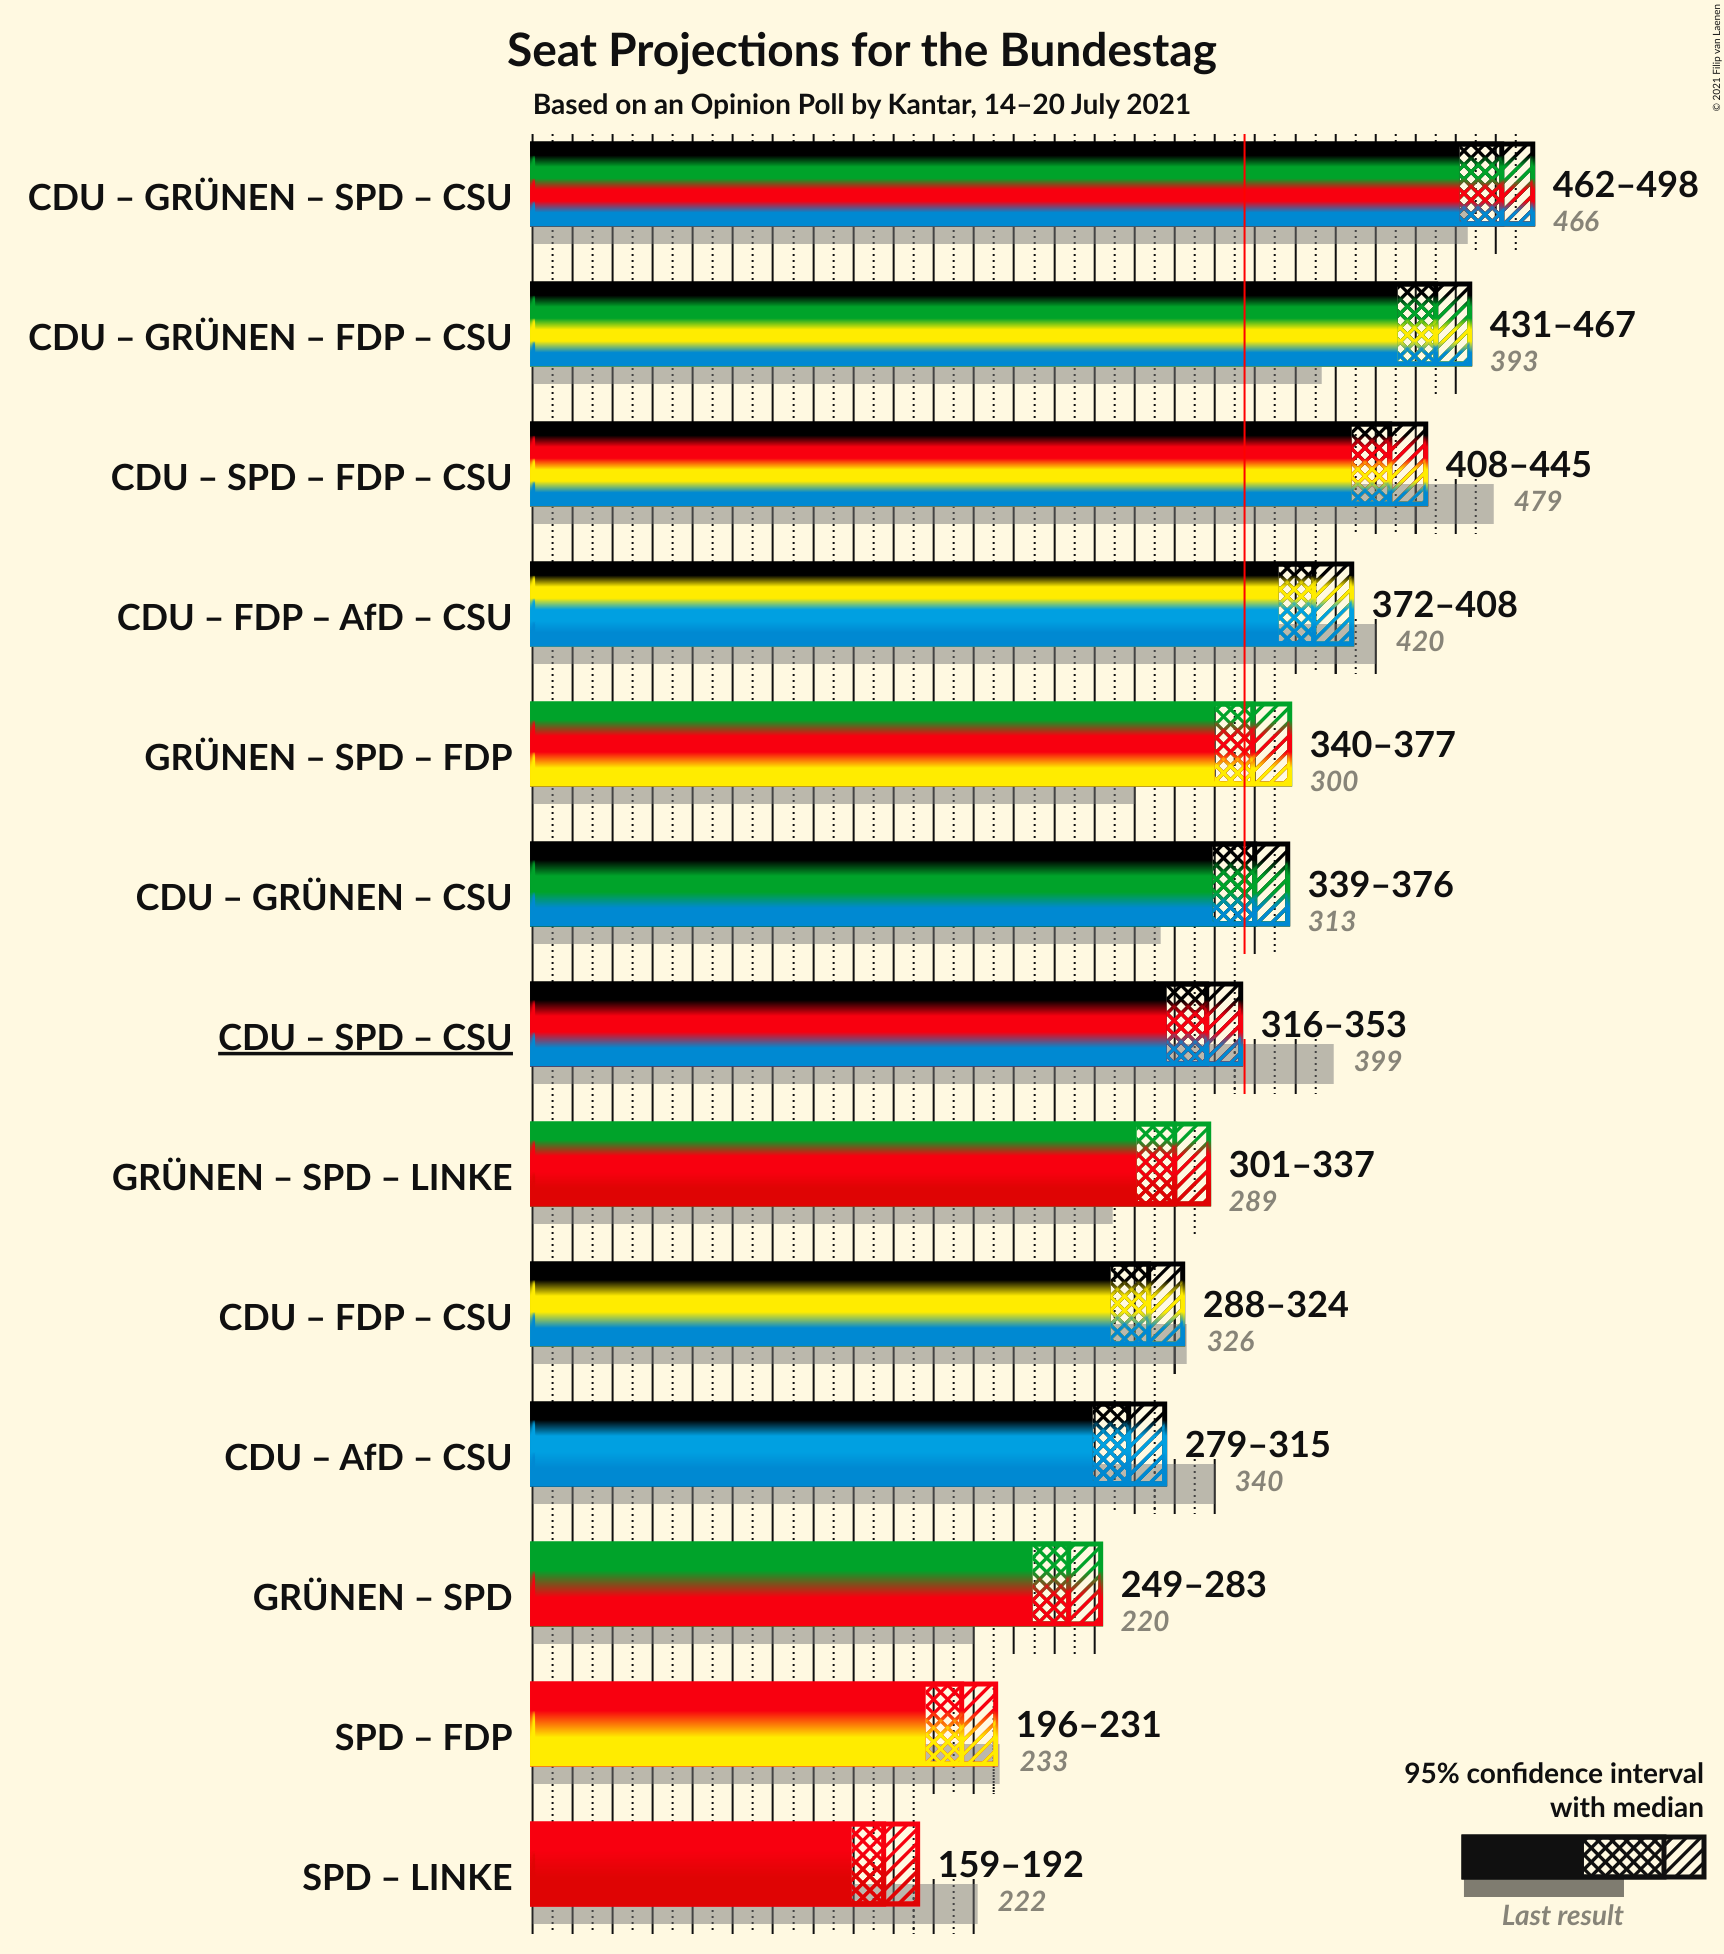 © 2021 Filip van Laenen
Seat Projections for the Bundestag
Based on an Opinion Poll by Kantar, 14–20 July 2021
CDU – GRÜNEN – SPD – CSU
462–498
466
CDU – GRÜNEN – FDP – CSU
431–467
393
CDU – SPD – FDP – CSU
408–445
479
CDU – FDP – AfD – CSU
372–408
420
GRÜNEN – SPD – FDP
340–377
300
CDU – GRÜNEN – CSU
339–376
313
CDU – SPD – CSU
316–353
399
GRÜNEN – SPD – LINKE
301–337
289
CDU – FDP – CSU
288–324
326
CDU – AfD – CSU
279–315
340
GRÜNEN – SPD
249–283
220
SPD – FDP
196–231
233
SPD – LINKE
159–192
222
95% confidence interval
with median
Last result